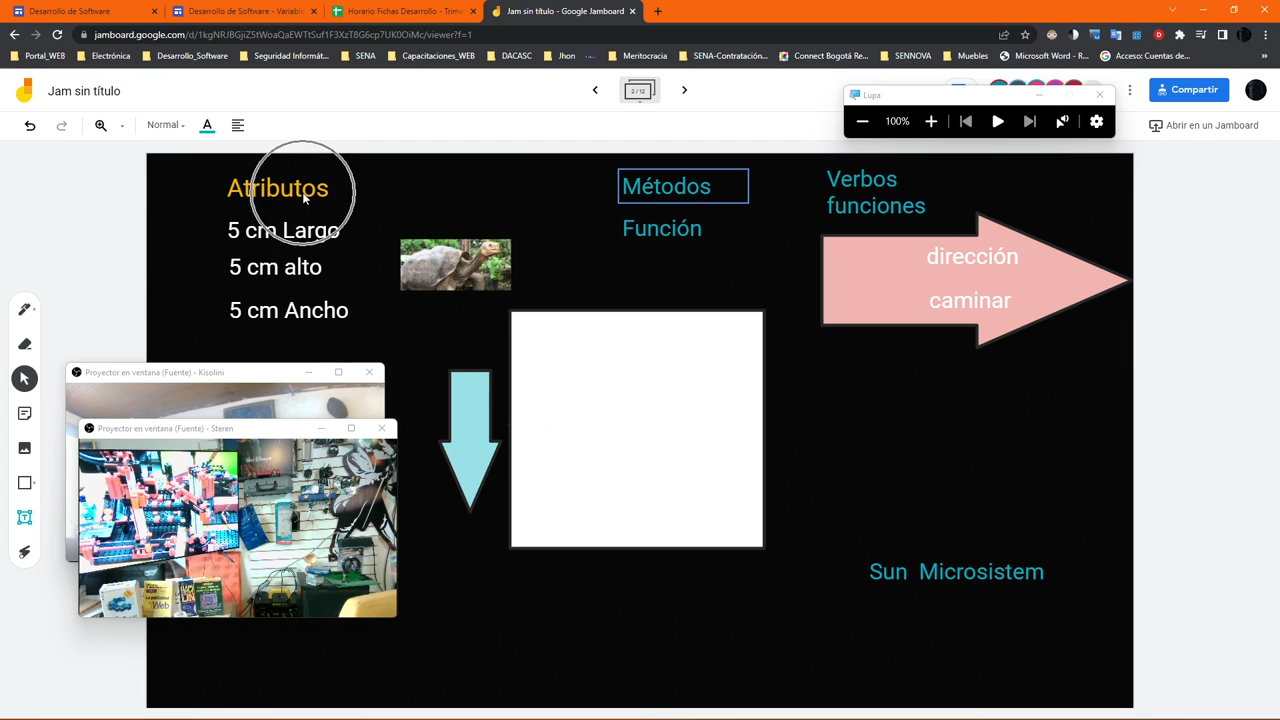 Desarrollo de Software
Desarrollo de Software - Variable
Horario Fichas Desarrollo - Trime
Jam sin título - Google Jamboard
jamboard.google.com/d/1kgNRJBGjiZ5tWoaQaEWTtSuf1F3XzT8G6cp7UK0OiMc/viewer?f=1
Portal_WEB
Electrónica
Desarrollo_Software
Seguridad Informát...
SENA
Capacitaciones_WEB
DACASC
Jhon
Meritocracia
SENA-Contratación...
Connect Bogotá Re...
SENNOVA
Muebles
Microsoft Word - R...
Acceso: Cuentas de...
Jam sin título
2 / 12
Compartir
Lupa
100%
Normal
Abrir en un Jamboard
Atributos
Métodos
Verbos
funciones
5 cm Largo
Función
5 cm alto
dirección
5 cm Ancho
caminar
Proyector en ventana (Fuente) - Kisolini
Proyector en ventana (Fuente) - Steren
Web
Sun Microsistem